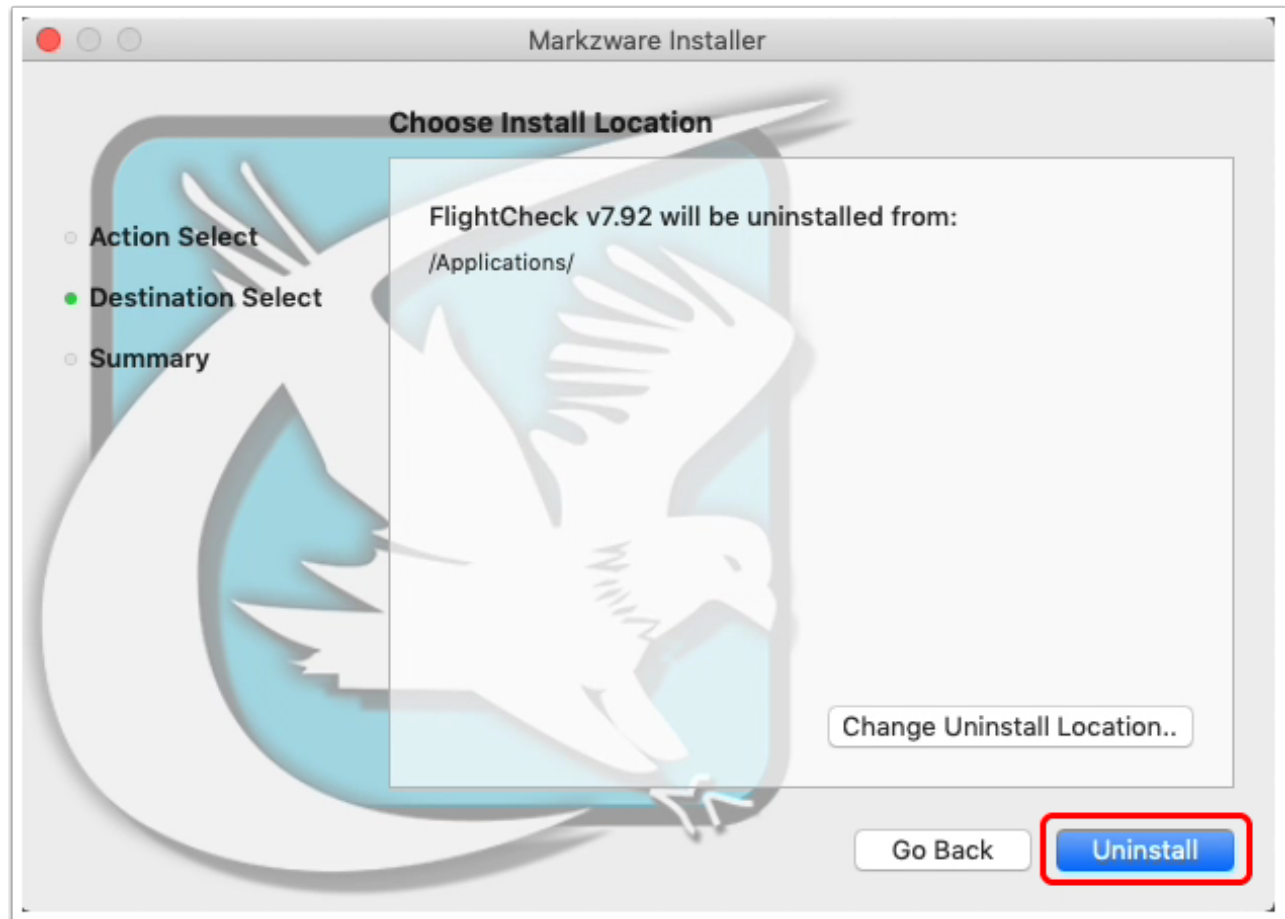 Markzware Installer
Choose Install Location
Action Select
Destination Select
Summary
FlightCheck v7.92 will be uninstalled from:
/Applications/
Change Uninstall Location..
Go Back
Uninstall